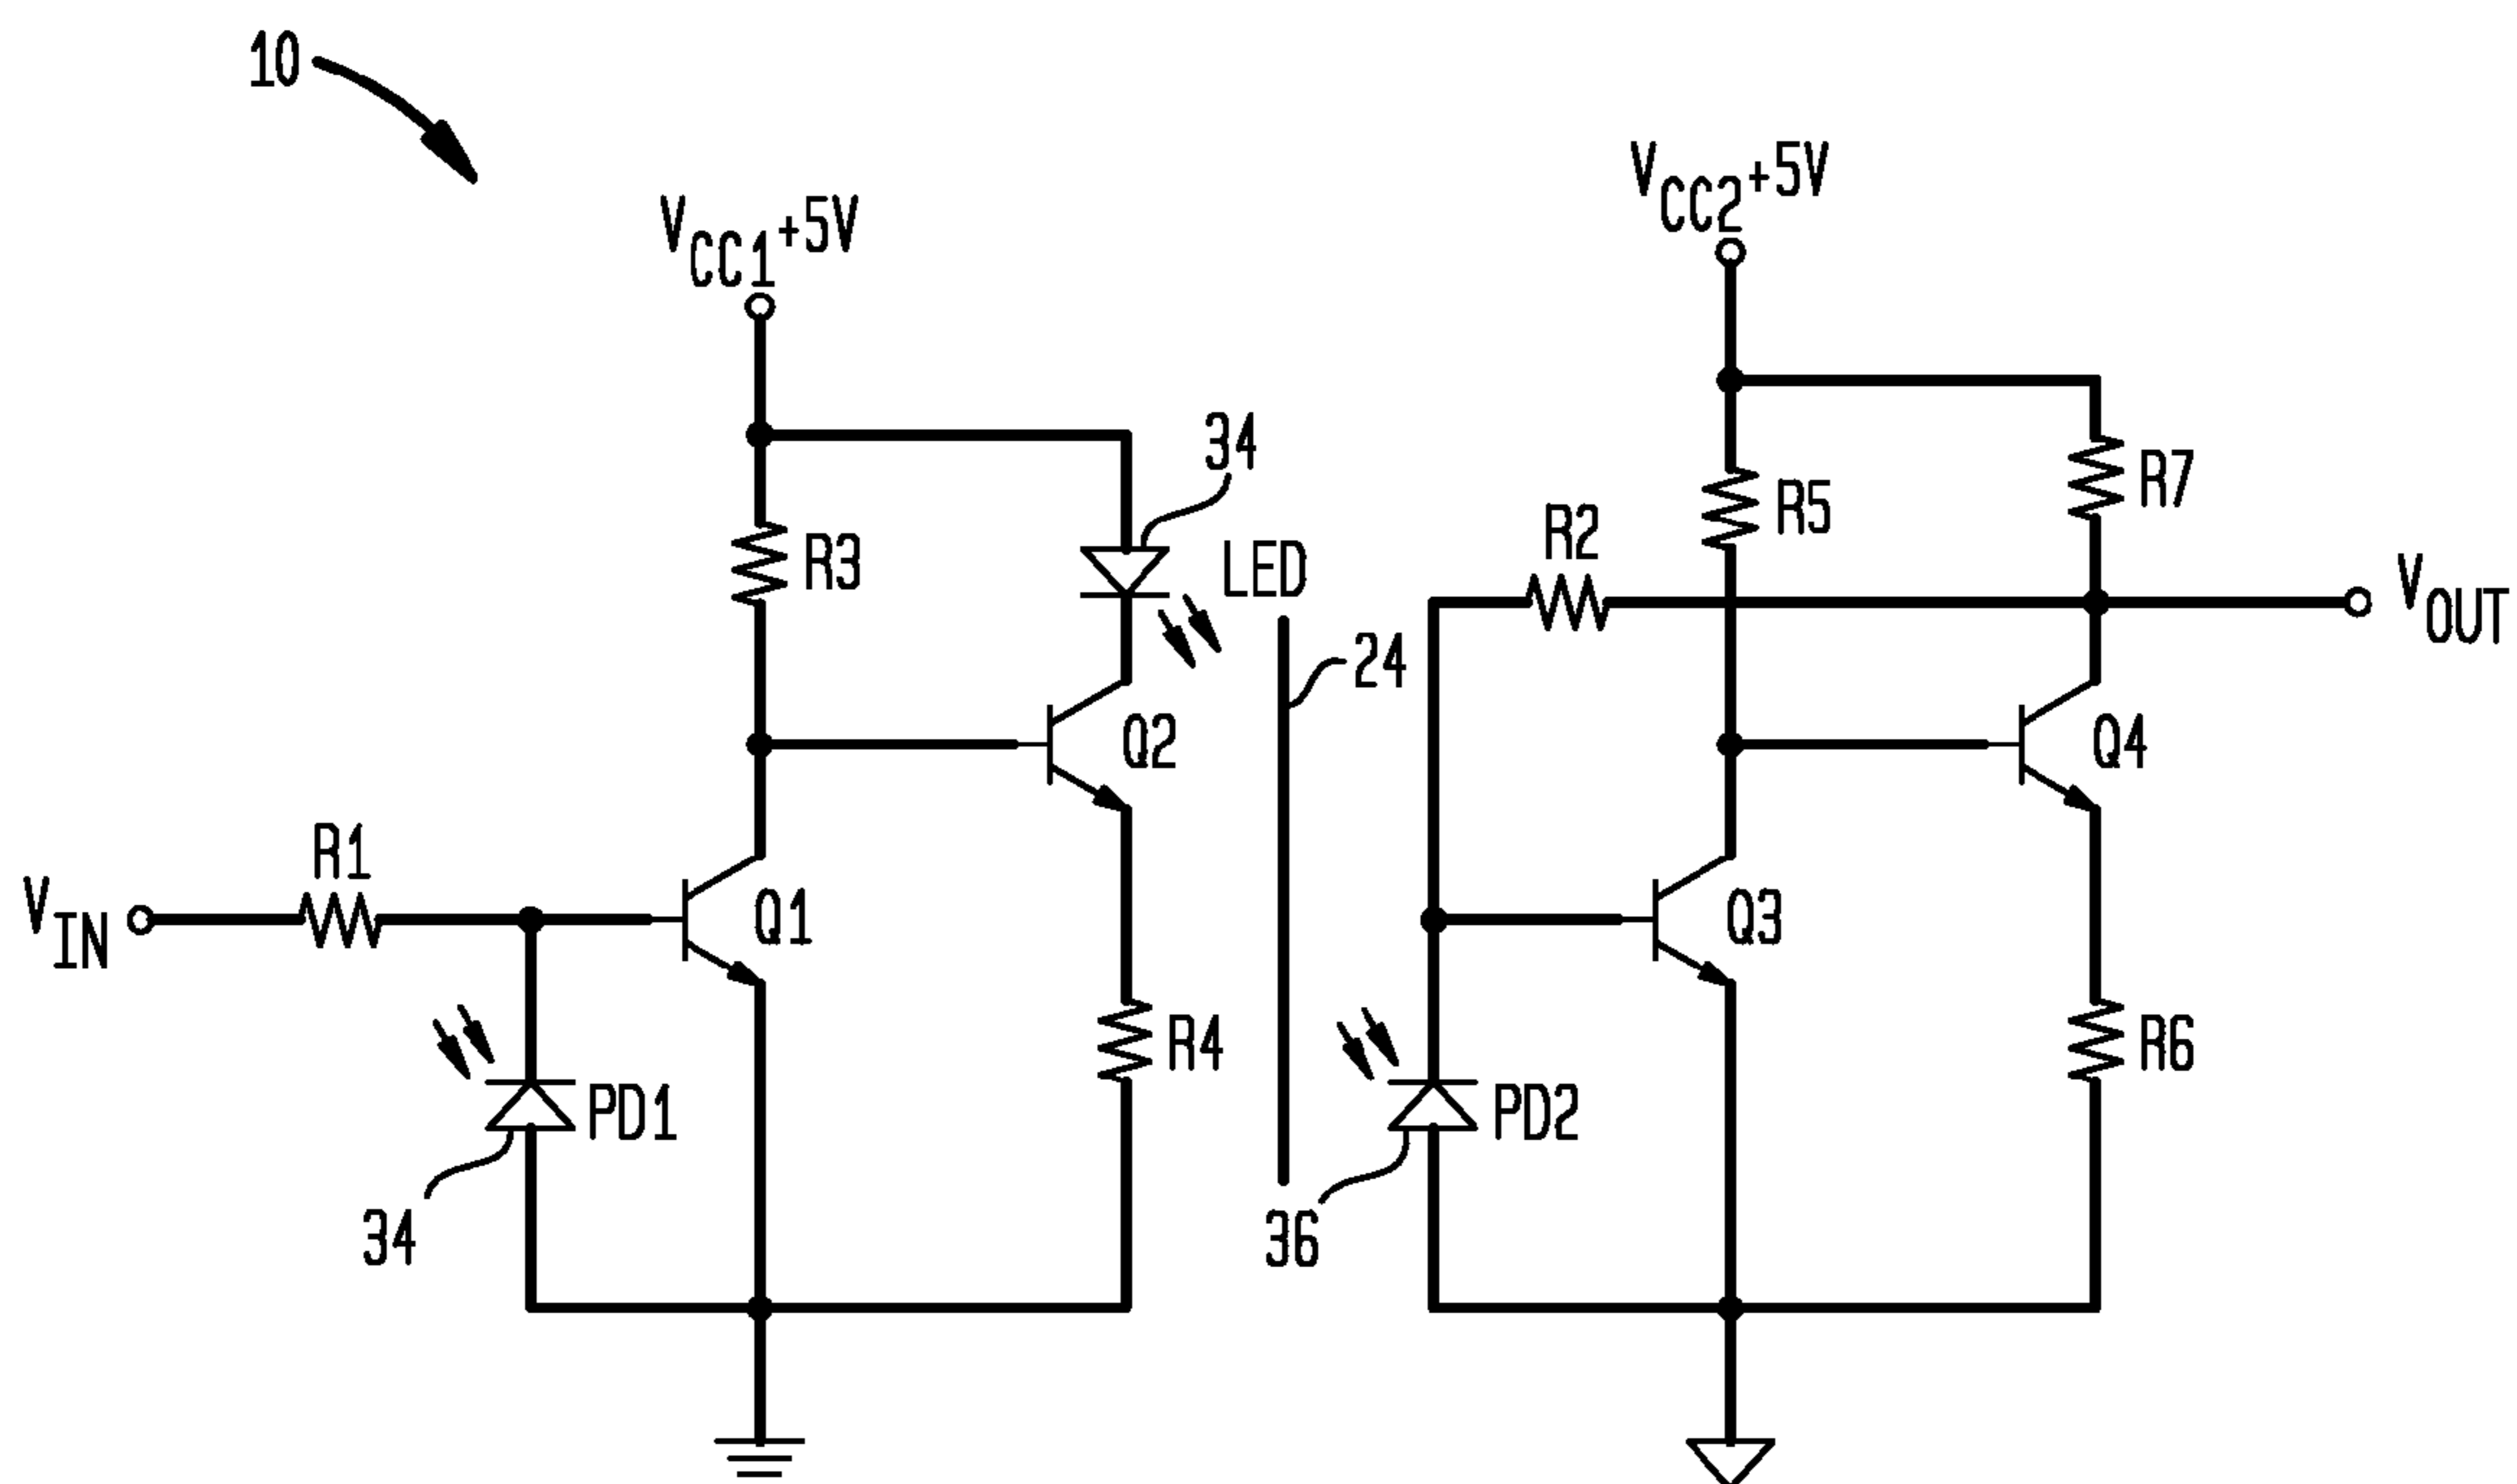 10
VCC1+5V
VCC2+5V
34
R3
LED
R2
R5
R7
VOUT
24
Q2
Q4
R1
VIN
Q1
Q3
R4
R6
PD1
PD2
34
36